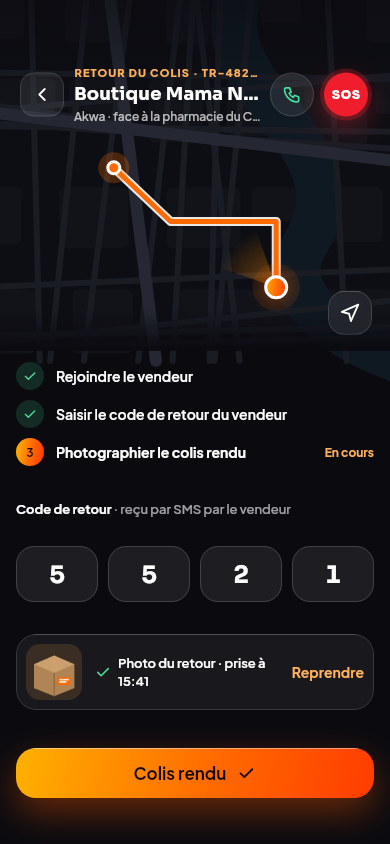 RETOUR DU COLIS · TR-482…
Boutique Mama N…
Akwa · face à la pharmacie du C…
SOS
Rejoindre le vendeur
Saisir le code de retour du vendeur
3 Photographier le colis rendu En cours
Code de retour · reçu par SMS par le vendeur
5 5 2 1
Photo du retour · prise à
15:41
Reprendre
Colis rendu